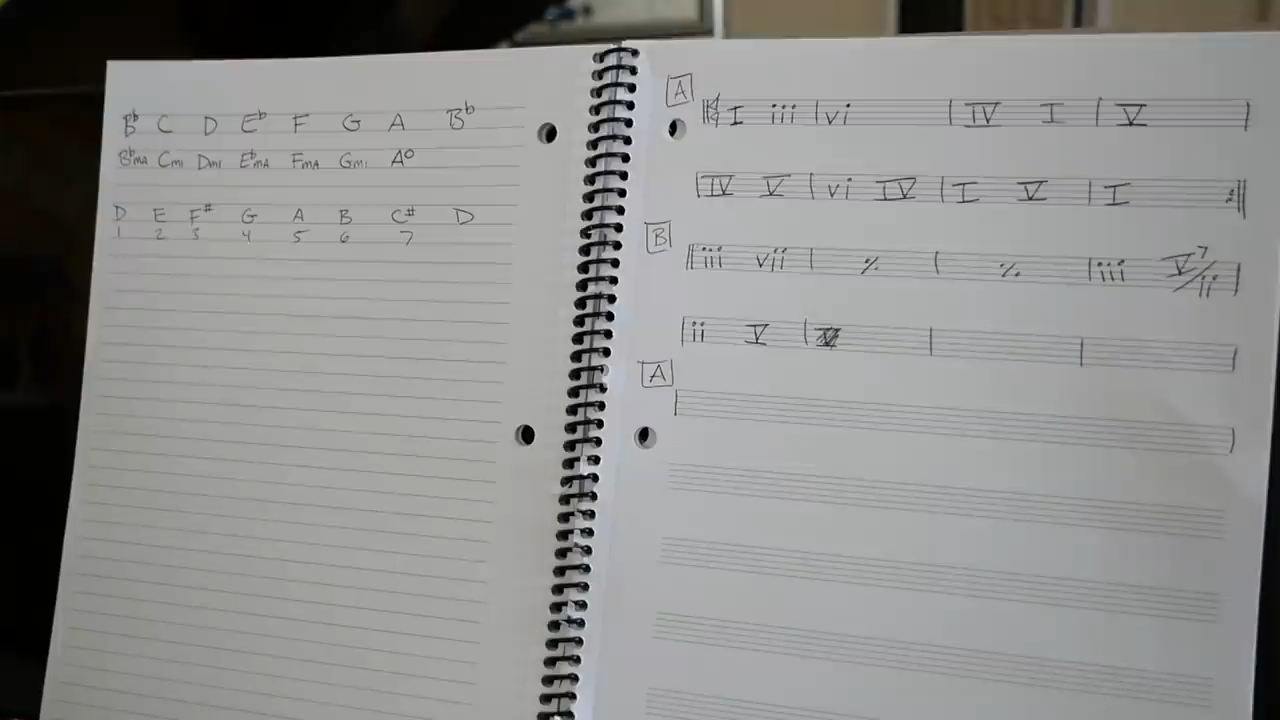 B♭ C D E♭ F G A B♭
B♭MA CMI DMI E♭MA FMA GMI A°
D E F# G A B C# D
1 2 3 4 5 6 7
A
I iii | vi | IV I | V |
| IV V | vi IV | I V | I :||
B
|| iii vii | % | % | iii V7/ii |
| ii V | | | |
A